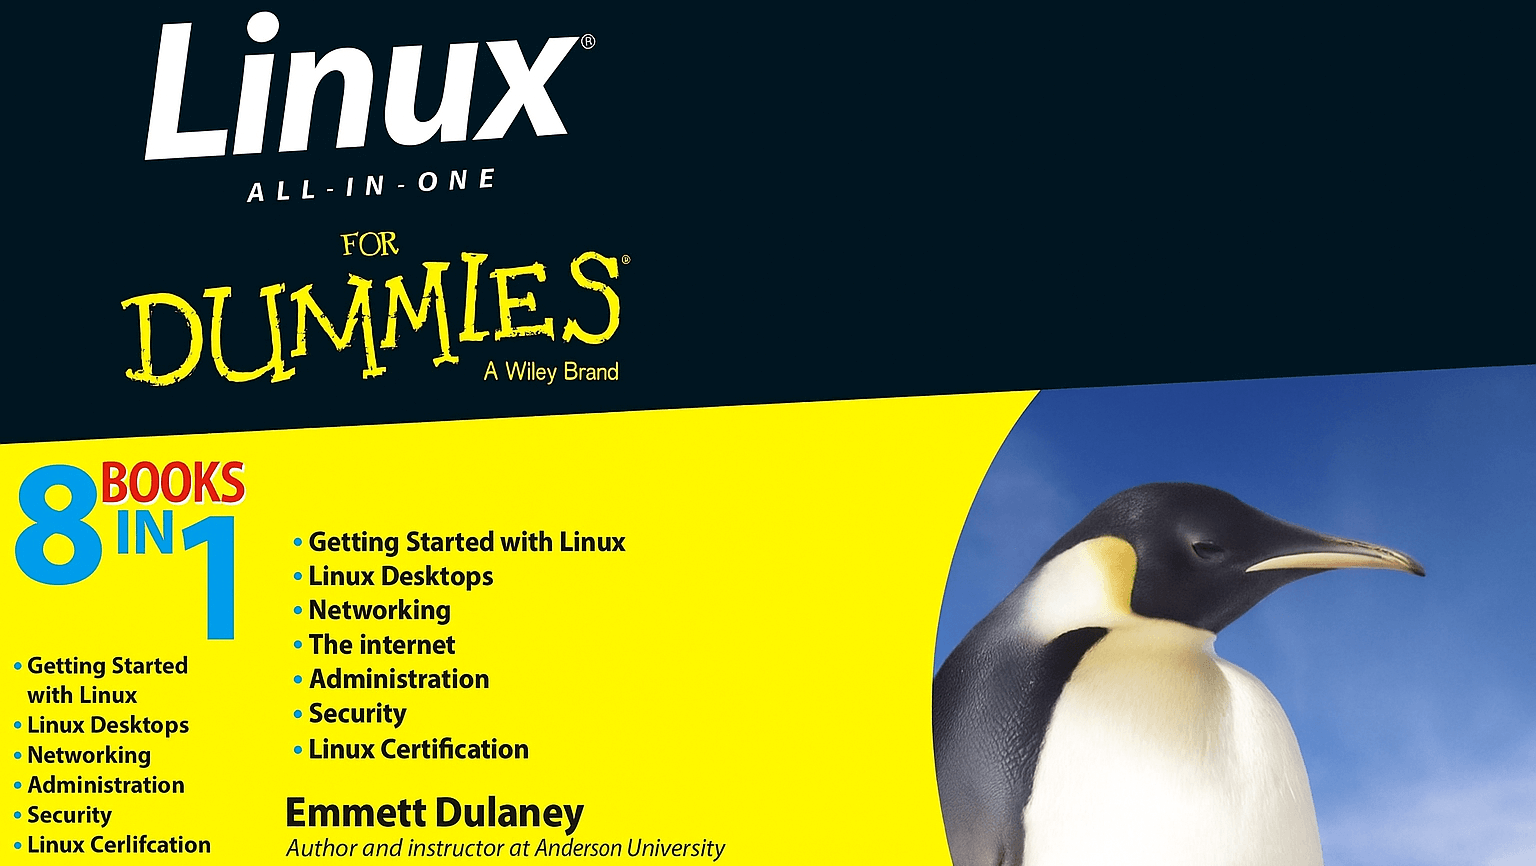 Linux®
ALL-IN-ONE
FOR
DUMMIES®
A Wiley Brand
8 BOOKS
IN 1
• Getting Started
with Linux
• Linux Desktops
• Networking
• Administration
• Security
• Linux Cerlifcation
• Getting Started with Linux
• Linux Desktops
• Networking
• The internet
• Administration
• Security
• Linux Certification
Emmett Dulaney
Author and instructor at Anderson University